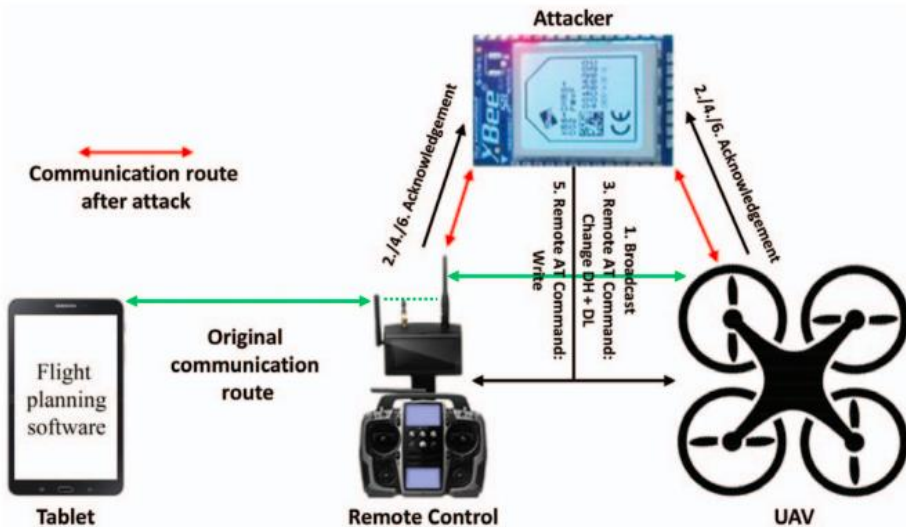 Attacker
XBee
Communication route
after attack
2./4./6. Acknowledgement
2./4./6. Acknowledgement
1. Broadcast
3. Remote AT Command:
Change DH + DL
5. Remote AT Command:
Write
Original
communication
route
Flight
planning
software
Tablet
Remote Control
UAV